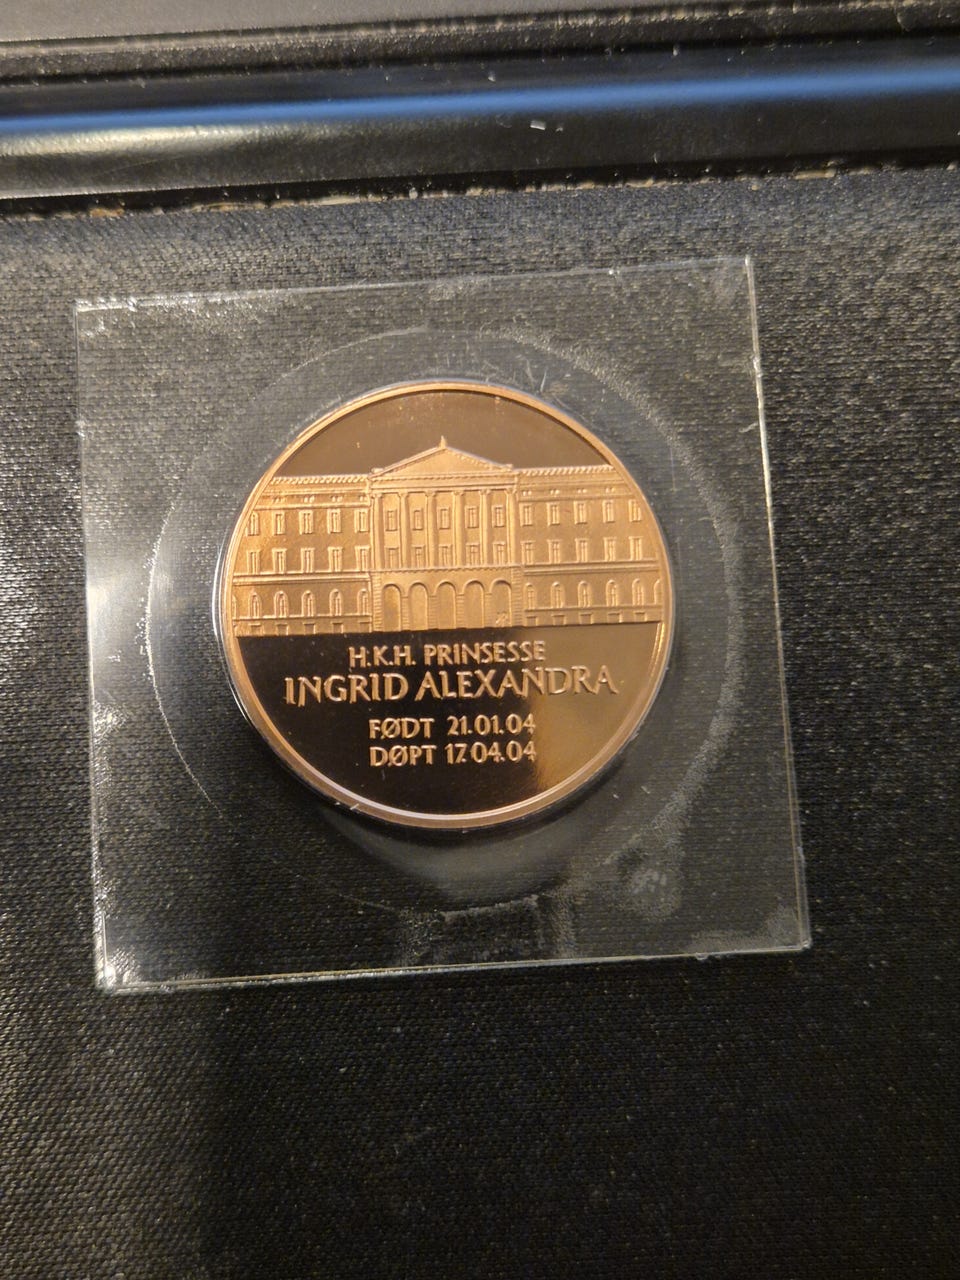 H.K.H. PRINSESSE
INGRID ALEXANDRA
FØDT 21.01.04
DØPT 17.04.04